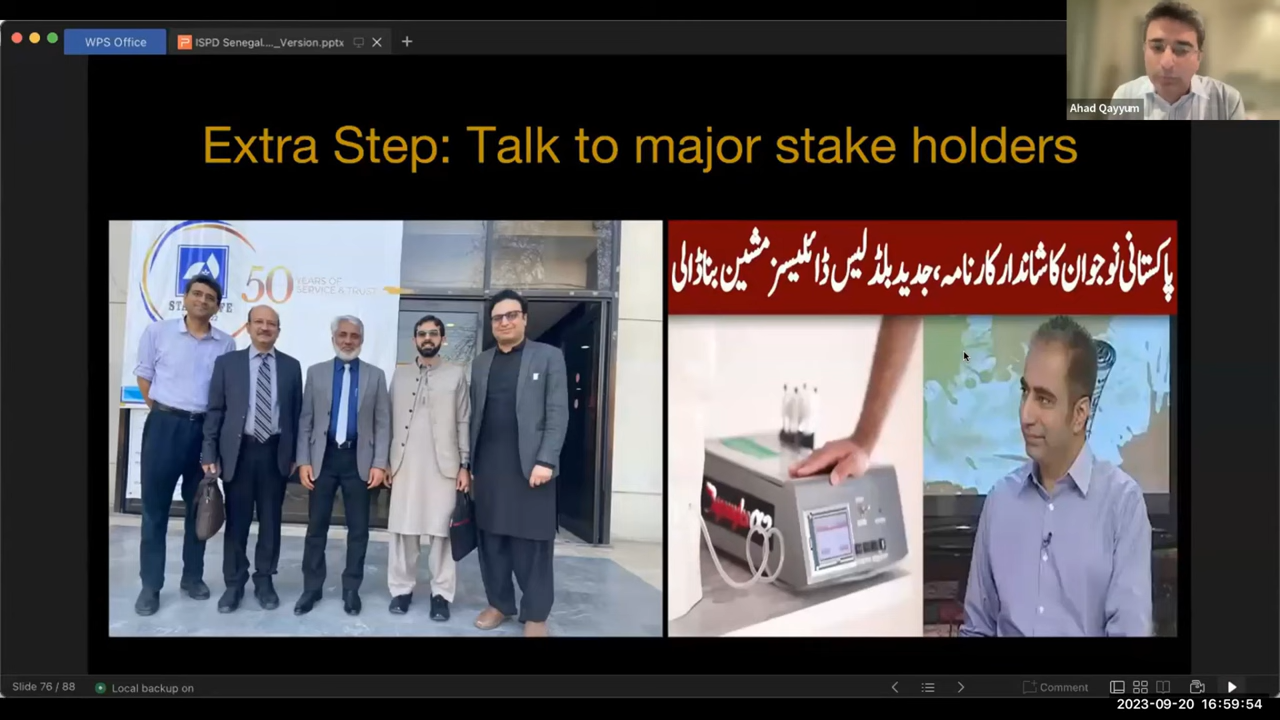 WPS Office
ISPD Senegal...._Version.pptx
Ahad Qayyum
Extra Step: Talk to major stake holders
50 YEARS OF
SERVICE & TRUST
پاکستانی نوجوان کا شاندار کارنامہ، جدید بلڈ لیس ڈائلیسز مشین بنا ڈالی
Slide 76 / 88
Local backup on
Comment
2023-09-20 16:59:54